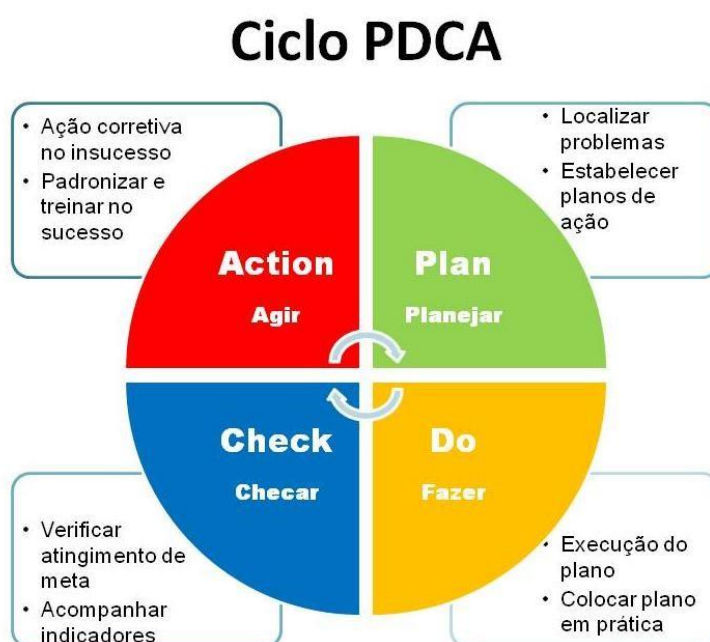 Ciclo PDCA
• Ação corretiva
no insucesso
• Padronizar e
treinar no
sucesso
• Localizar
problemas
• Estabelecer
planos de
ação
Action
Agir
Plan
Planejar
Check
Checar
Do
Fazer
• Verificar
atingimento de
meta
• Acompanhar
indicadores
• Execução do
plano
• Colocar plano
em prática